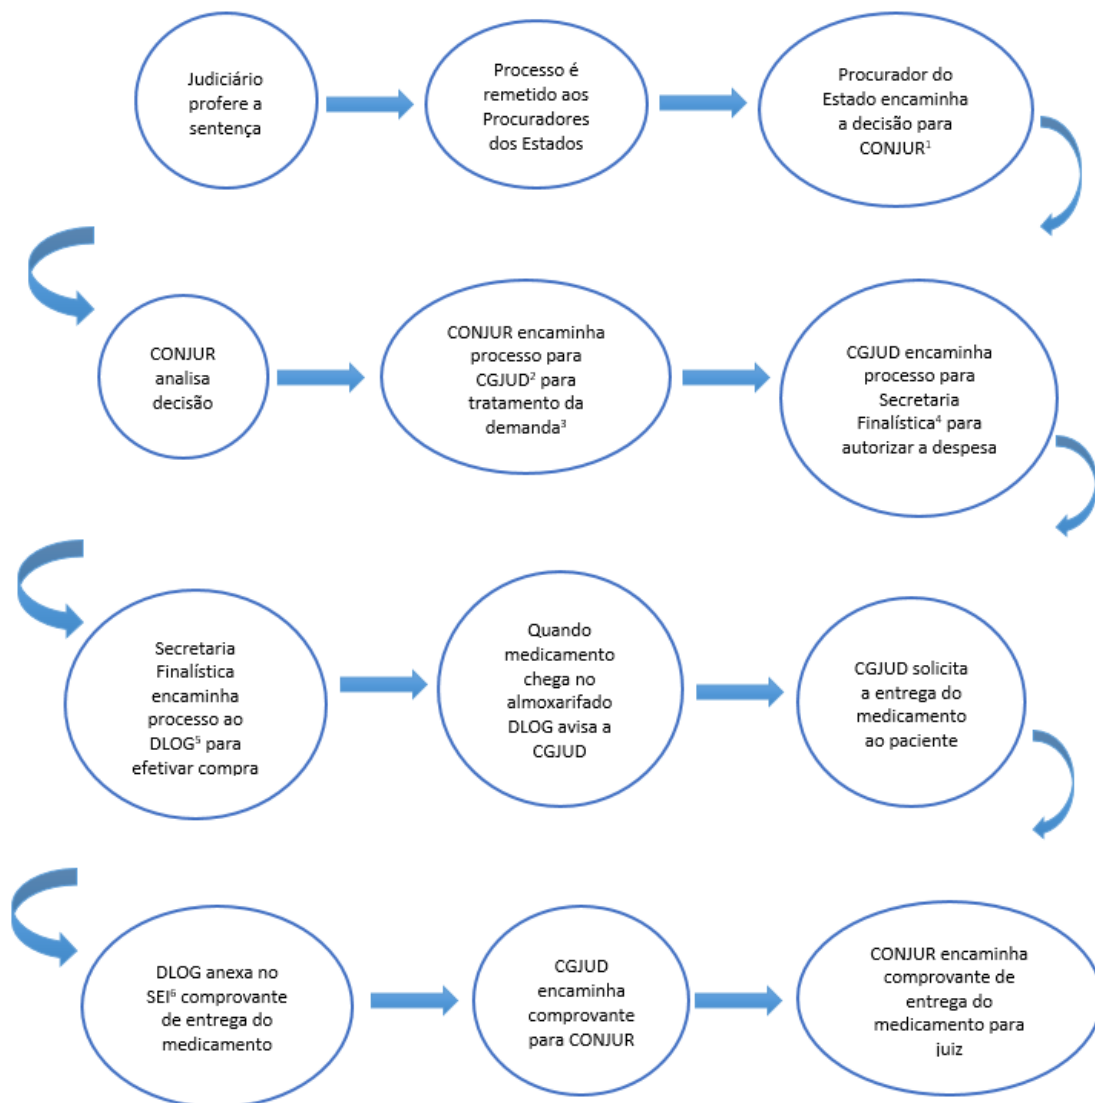 Judiciário
profere a
sentença
Processo é
remetido aos
Procuradores
dos Estados
Procurador do
Estado encaminha
a decisão para
CONJUR¹
CONJUR
analisa
decisão
CONJUR encaminha
processo para
CGJUD² para
tratamento da
demanda³
CGJUD encaminha
processo para
Secretaria
Finalística⁴ para
autorizar a despesa
Secretaria
Finalística
encaminha
processo ao
DLOG⁵ para
efetivar compra
Quando
medicamento
chega no
almoxarifado
DLOG avisa a
CGJUD
CGJUD solicita
a entrega do
medicamento
ao paciente
DLOG anexa no
SEI⁶ comprovante
de entrega do
medicamento
CGJUD
encaminha
comprovante
para CONJUR
CONJUR encaminha
comprovante de
entrega do
medicamento para
juiz